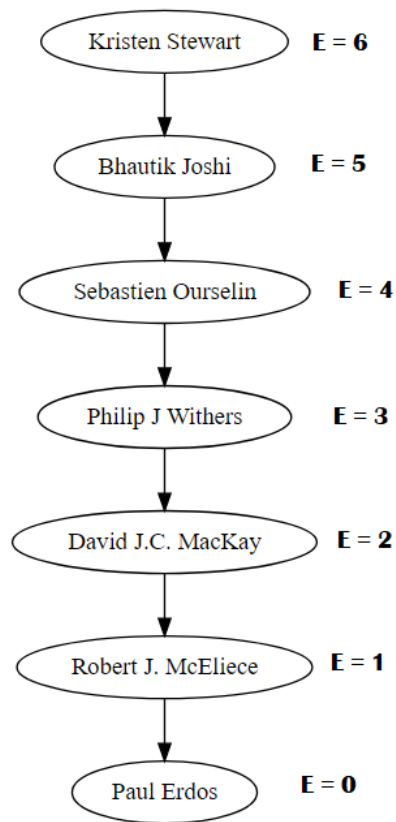 Kristen Stewart E = 6
Bhautik Joshi E = 5
Sebastien Ourselin E = 4
Philip J Withers E = 3
David J.C. MacKay E = 2
Robert J. McEliece E = 1
Paul Erdos E = 0